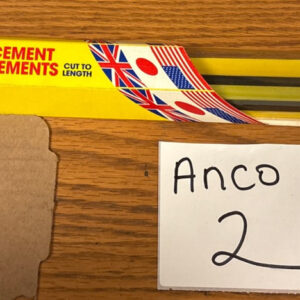 CEMENT
EMENTS
CUT TO
LENGTH
Anco
2